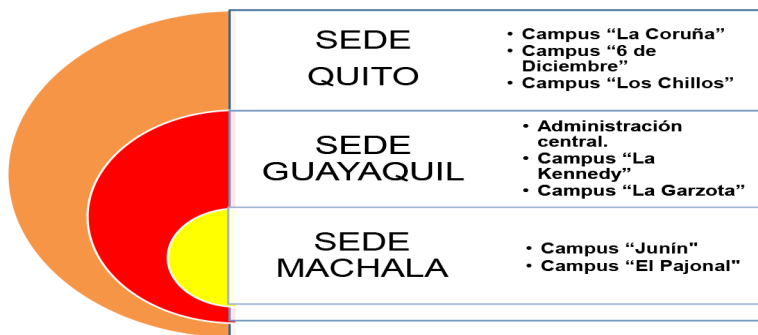 SEDE
QUITO
• Campus “La Coruña”
• Campus “6 de
Diciembre”
• Campus “Los Chillos”
SEDE
GUAYAQUIL
• Administración
central.
• Campus “La
Kennedy”
• Campus “La Garzota”
SEDE
MACHALA
• Campus “Junín"
• Campus “El Pajonal"